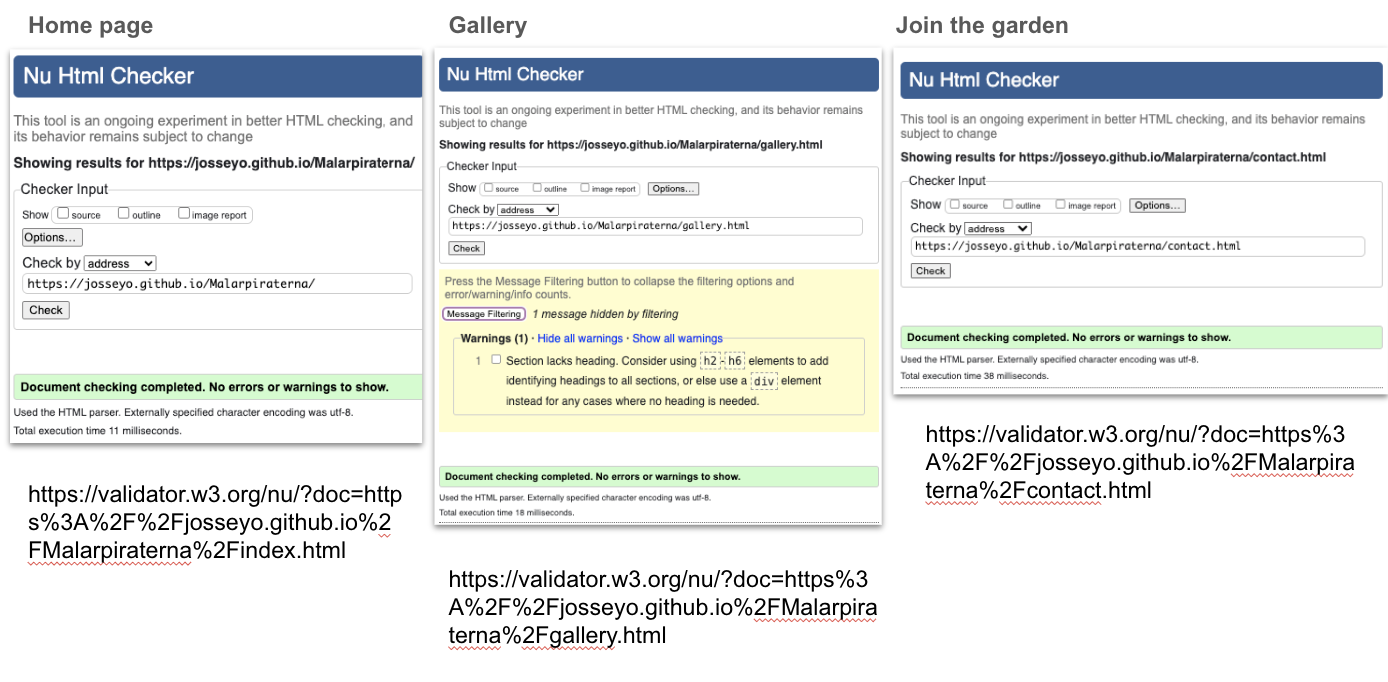 Home page
Nu Html Checker
This tool is an ongoing experiment in better HTML checking, and
its behavior remains subject to change
Showing results for https://josseyo.github.io/Malarpiraterna/
Checker Input
Show source outline image report
Options...
Check by address
https://josseyo.github.io/Malarpiraterna/
Check
Document checking completed. No errors or warnings to show.
Used the HTML parser. Externally specified character encoding was utf-8.
Total execution time 11 milliseconds.
https://validator.w3.org/nu/?doc=http
s%3A%2F%2Fjosseyo.github.io%2
FMalarpiraterna%2Findex.html
Gallery
Nu Html Checker
This tool is an ongoing experiment in better HTML checking, and its behavior remains
subject to change
Showing results for https://josseyo.github.io/Malarpiraterna/gallery.html
Checker Input
Show source outline image report Options...
Check by address
https://josseyo.github.io/Malarpiraterna/gallery.html
Check
Press the Message Filtering button to collapse the filtering options and
error/warning/info counts.
Message Filtering 1 message hidden by filtering
Warnings (1) · Hide all warnings · Show all warnings
1 Section lacks heading. Consider using h2-h6 elements to add
identifying headings to all sections, or else use a div element
instead for any cases where no heading is needed.
Document checking completed. No errors or warnings to show.
Used the HTML parser. Externally specified character encoding was utf-8.
Total execution time 18 milliseconds.
https://validator.w3.org/nu/?doc=https%3
A%2F%2Fjosseyo.github.io%2FMalarpira
terna%2Fgallery.html
Join the garden
Nu Html Checker
This tool is an ongoing experiment in better HTML checking, and its behavior remains
subject to change
Showing results for https://josseyo.github.io/Malarpiraterna/contact.html
Checker Input
Show source outline image report Options...
Check by address
https://josseyo.github.io/Malarpiraterna/contact.html
Check
Document checking completed. No errors or warnings to show.
Used the HTML parser. Externally specified character encoding was utf-8.
Total execution time 38 milliseconds.
https://validator.w3.org/nu/?doc=https%3
A%2F%2Fjosseyo.github.io%2FMalarpira
terna%2Fcontact.html